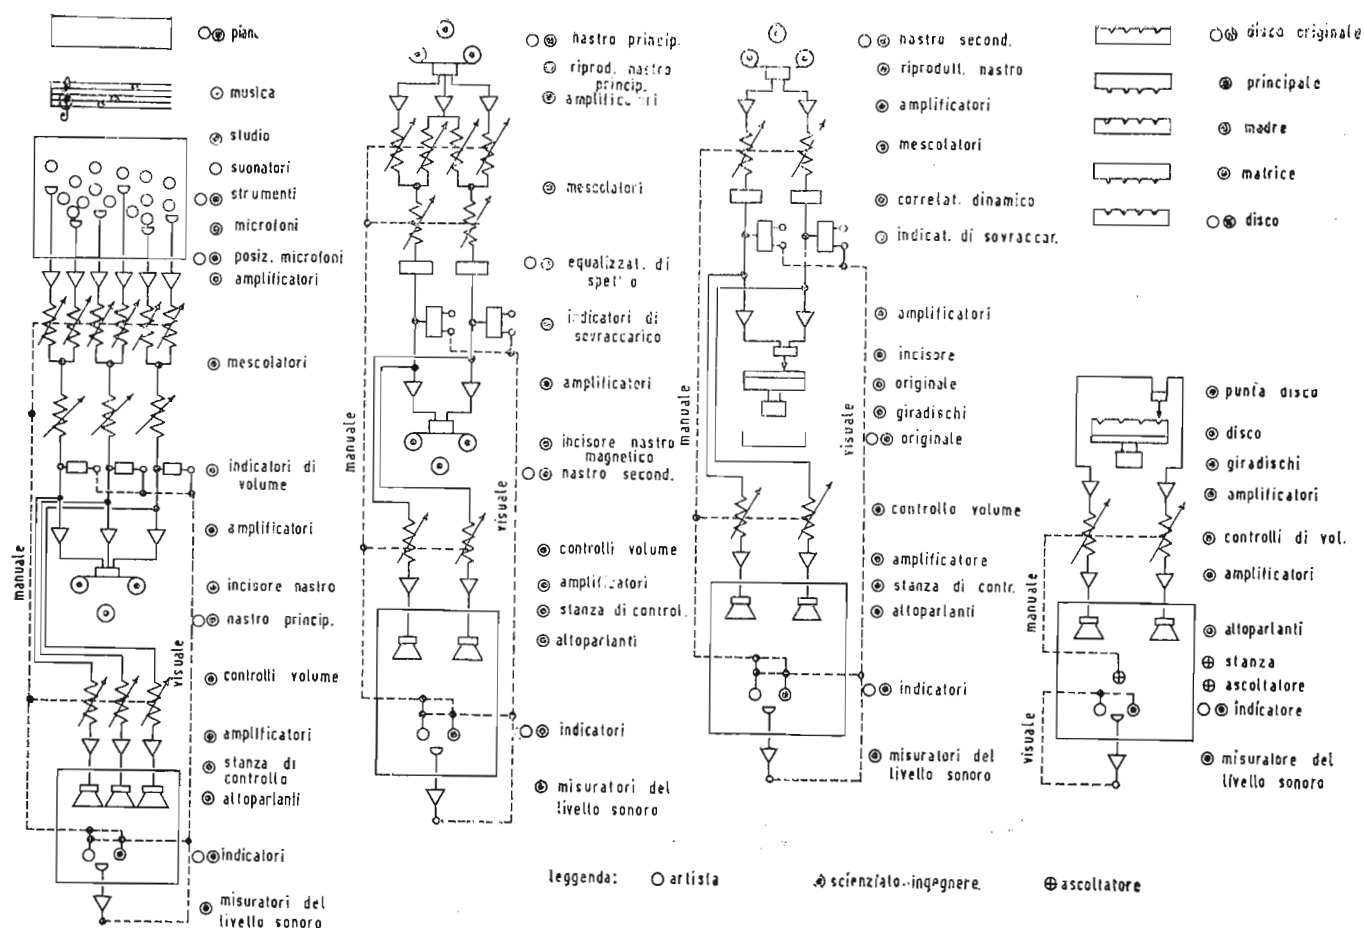 pian.
musica
studio
suonatori
strumenti
microfoni
posiz. microfoni
amplificatori
mescolatori
indicatori di
volume
amplificatori
incisore nastro
nastro princip.
controlli volume
amplificatori
stanza di
controllo
altoparlanti
indicatori
misuratori del
livello sonoro
manuale
visuale
nastro princip.
riprod. nastro
princip.
amplificatori
mescolatori
equalizzat. di
indicatori di
sovraccarico
amplificatori
incisore nastro
magnetico
nastro second.
controlli volume
amplificatori
stanza di control.
altoparlanti
indicatori
misuratori del
livello sonoro
manuale
visuale
nastro second.
riprodutt. nastro
amplificatori
mescolatori
correlat. dinamico
indicat. di sovraccar.
amplificatori
incisore
originale
giradischi
originale
controllo volume
amplificatore
stanza di contr.
altoparlanti
indicatori
misuratori del
livello sonoro
manuale
visuale
disco originale
principale
madre
matrice
disco
punta disco
disco
giradischi
amplificatori
controlli di vol.
amplificatori
altoparlanti
stanza
ascoltatore
indicatore
misuratore del
livello sonoro
manuale
visuale
leggenda: artista scienziato-ingegnere ascoltatore